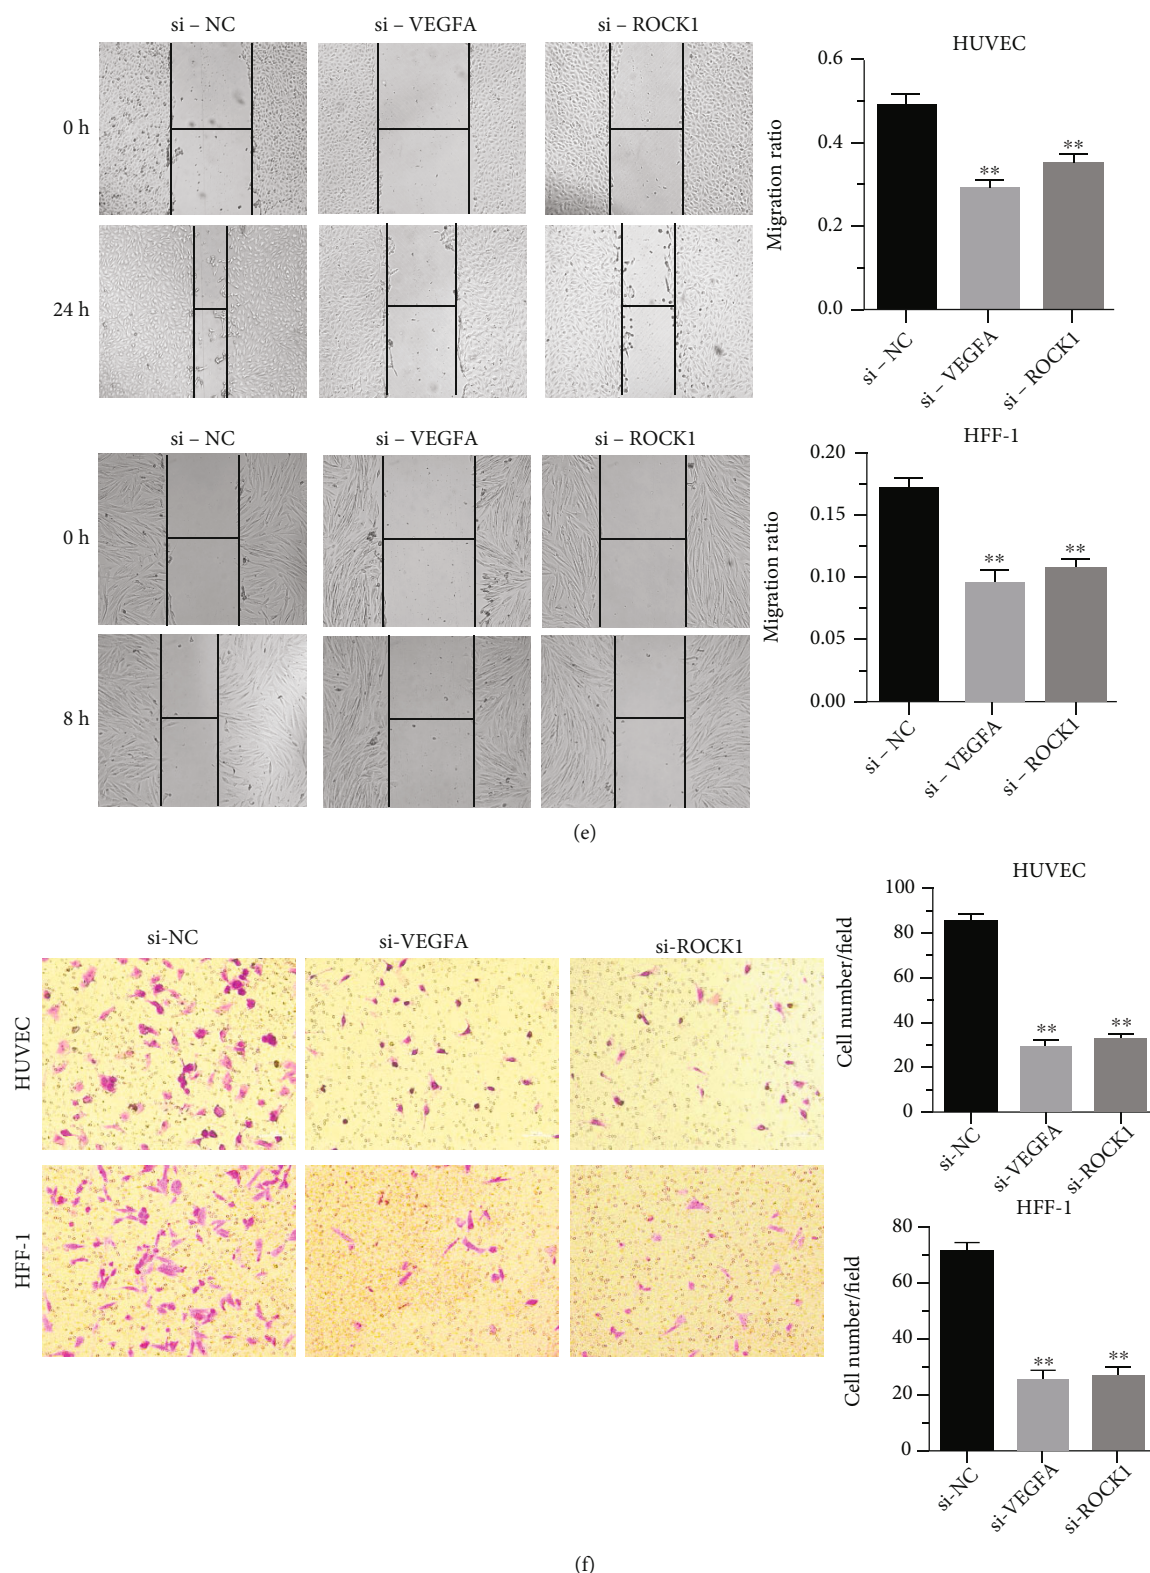 si – NC
si – VEGFA
si – ROCK1
0 h
24 h
HUVEC
Migration ratio
0.6
0.4
0.2
0.0
**
**
si – NC
si – VEGFA
si – ROCK1
si – NC
si – VEGFA
si – ROCK1
0 h
8 h
HFF-1
Migration ratio
0.20
0.15
0.10
0.05
0.00
**
**
si – NC
si – VEGFA
si – ROCK1
(e)
si-NC
si-VEGFA
si-ROCK1
HUVEC
HFF-1
HUVEC
Cell number/field
100
80
60
40
20
0
**
**
si-NC
si-VEGFA
si-ROCK1
HFF-1
Cell number/field
80
60
40
20
0
**
**
si-NC
si-VEGFA
si-ROCK1
(f)